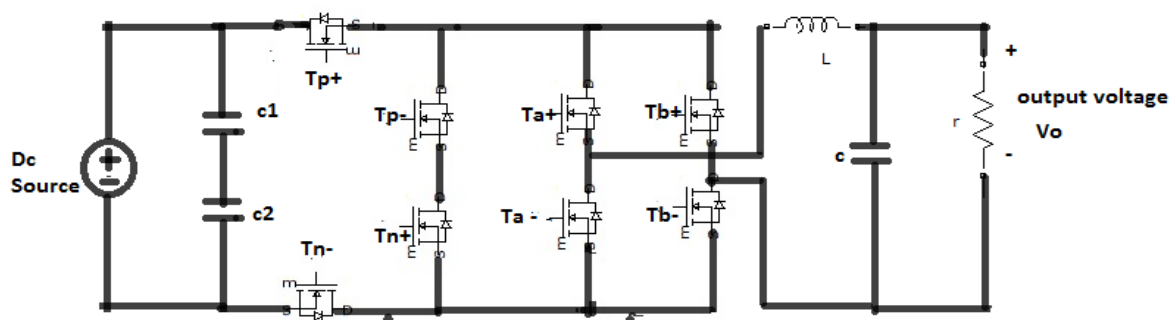 Tp+
c1
Tp-
Ta+
Tb+
L
+
output voltage
Vo
r
-
Dc
Source
c
c2
Tn+
Ta -
Tb-
Tn-